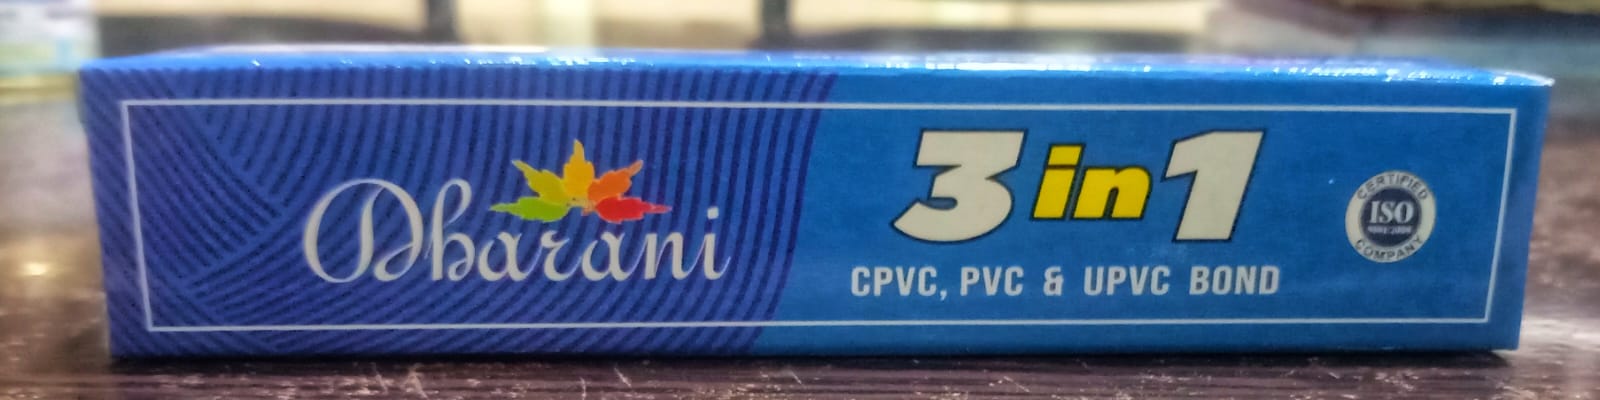 Dharani
3 in 1
CPVC, PVC & UPVC BOND
CERTIFIED
ISO
COMPANY